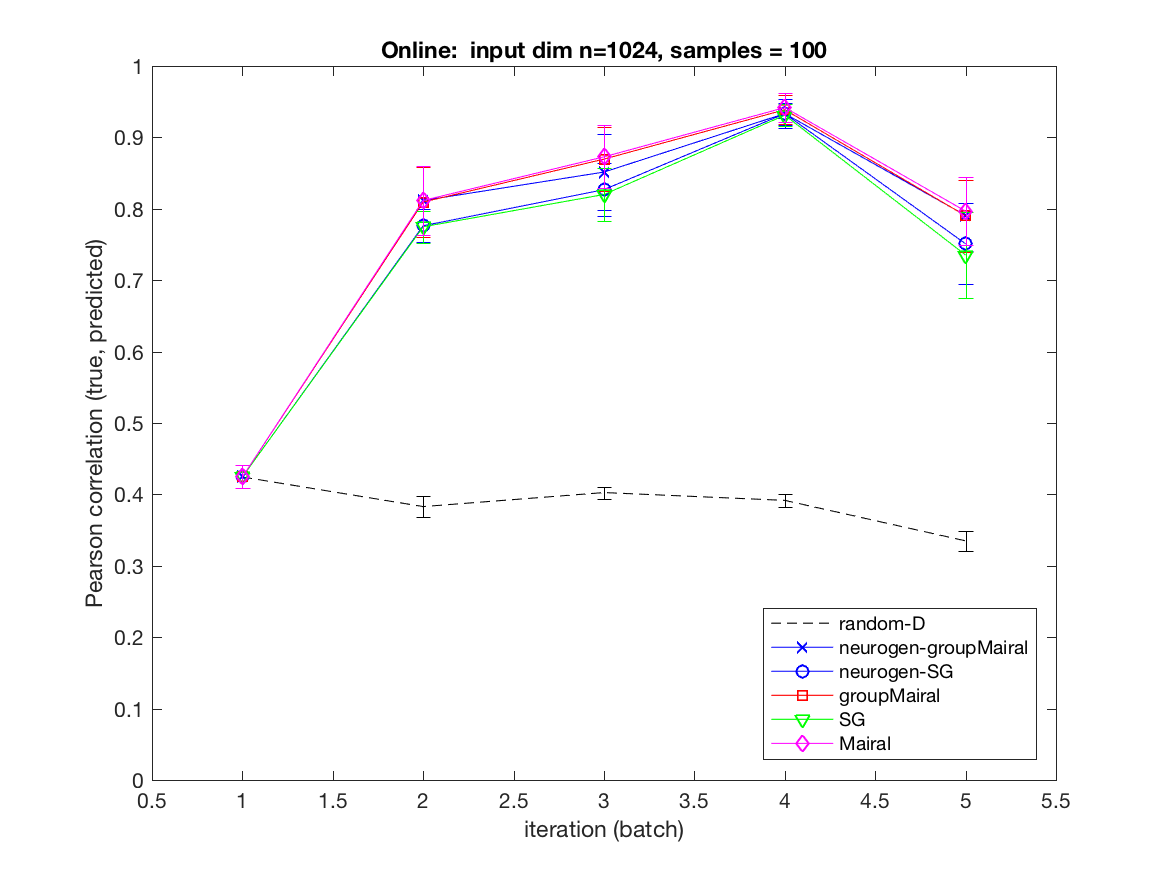 Online:  input dim n=1024, samples = 100
Pearson correlation (true, predicted)
1
0.9
0.8
0.7
0.6
0.5
0.4
0.3
0.2
0.1
0
random-D
neurogen-groupMairal
neurogen-SG
groupMairal
SG
Mairal
0.5 1 1.5 2 2.5 3 3.5 4 4.5 5 5.5
iteration (batch)